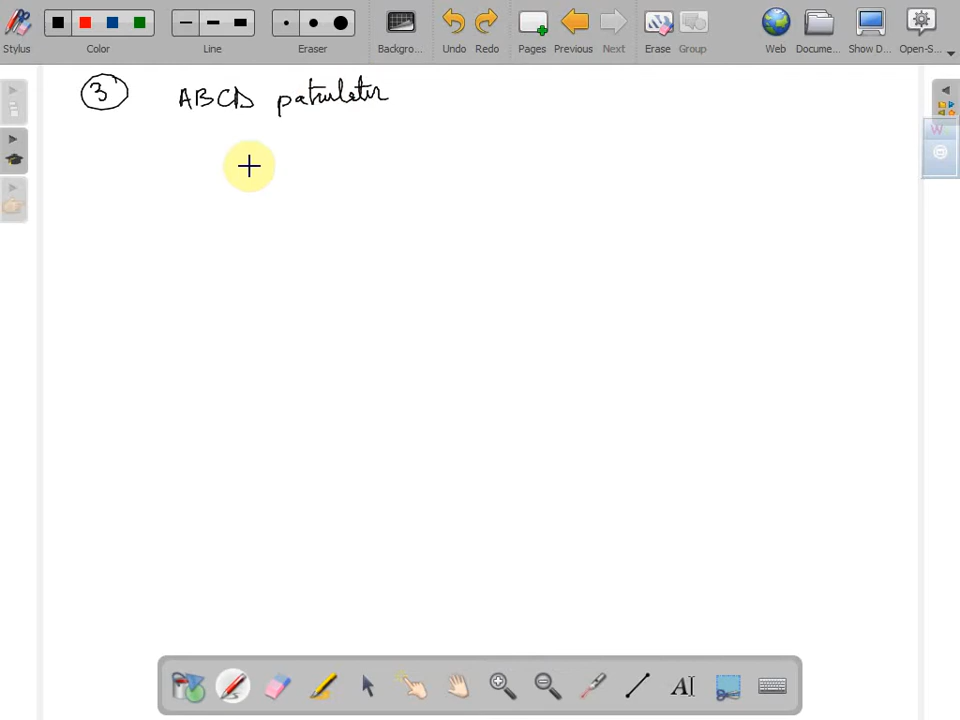 Stylus
Color
Line
Eraser
Backgro...
Undo
Redo
Pages
Previous
Next
Erase
Group
Web
Docume...
Show D...
Open-S...
3 ABCD patrulater
W
AI